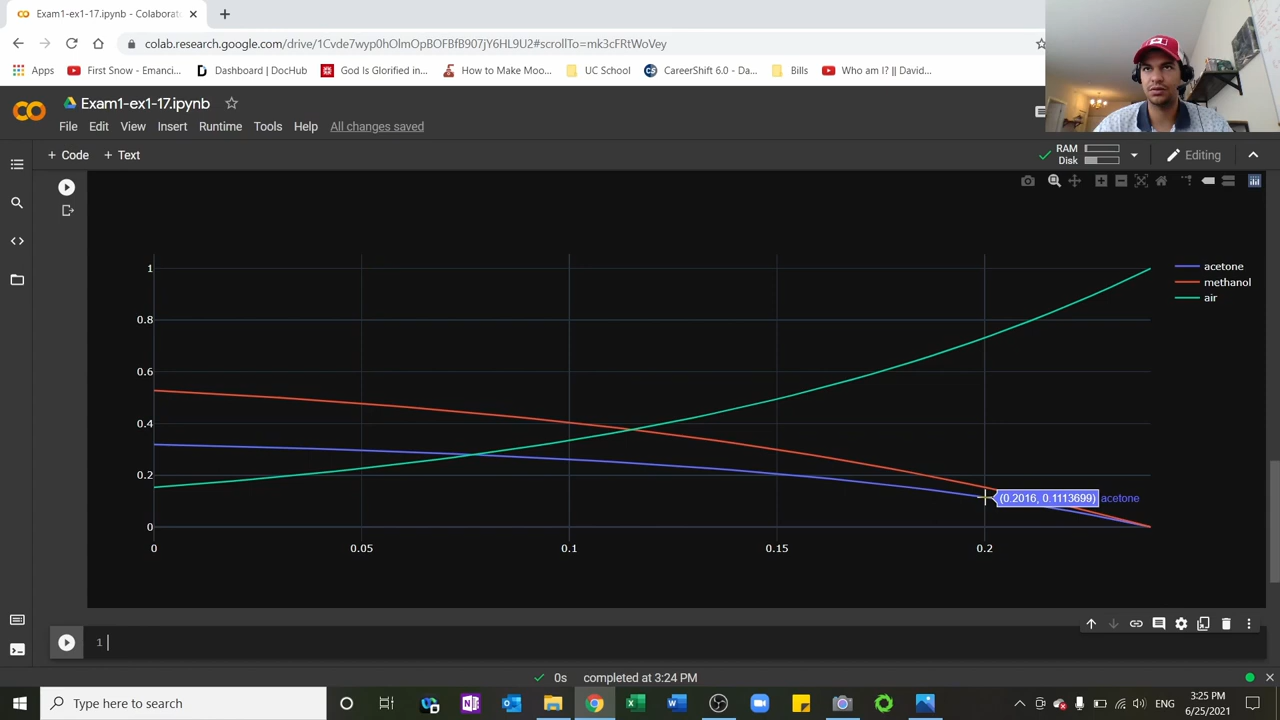 Exam1-ex1-17.ipynb - Colaborato
colab.research.google.com/drive/1Cvde7wyp0hOlmOpBOFBfR907jY6HL9U2#scrollTo=mk3cFRtWoVey
Apps First Snow - Emanci... Dashboard | DocHub God Is Glorified in... How to Make Moo... UC School CareerShift 6.0 - Da... Bills Who am I? || David...
Exam1-ex1-17.ipynb
File Edit View Insert Runtime Tools Help All changes saved
+ Code + Text RAM Disk Editing
acetone
methanol
air
1
0.8
0.6
0.4
0.2
0
(0.2016, 0.1113699) acetone
0 0.05 0.1 0.15 0.2
1
0s completed at 3:24 PM
Type here to search
ENG
3:25 PM
6/25/2021